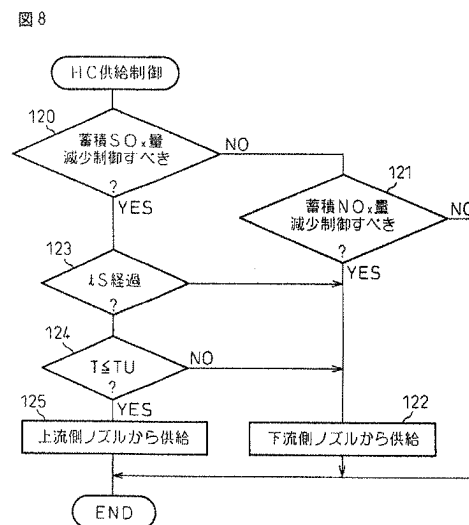 図8
HC供給制御
120
蓄積SOx量
減少制御すべき
?
NO
YES
121
蓄積NOx量
減少制御すべき
?
NO
YES
123
tS経過
?
124
T≦TU
?
NO
YES
125
上流側ノズルから供給
122
下流側ノズルから供給
END